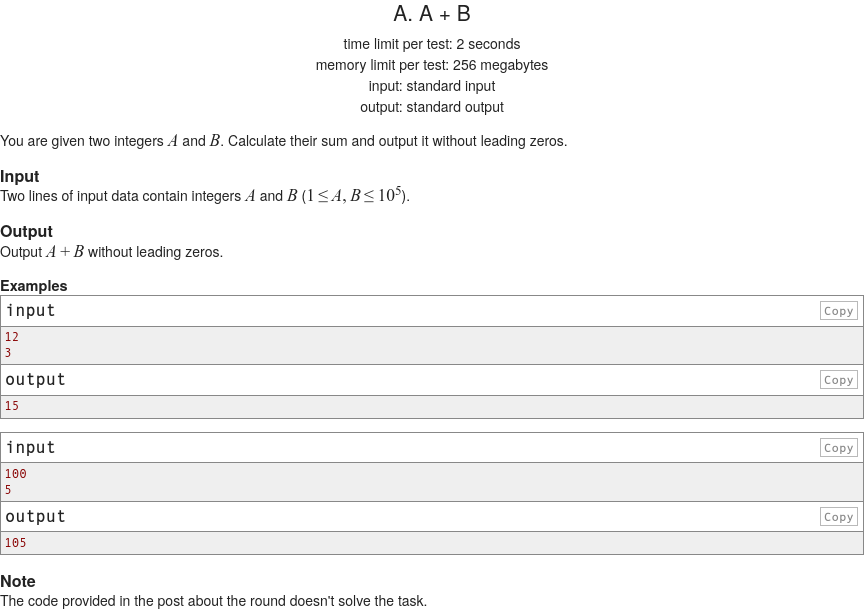 A. A + B
time limit per test: 2 seconds
memory limit per test: 256 megabytes
input: standard input
output: standard output
You are given two integers A and B. Calculate their sum and output it without leading zeros.
Input
Two lines of input data contain integers A and B (1 ≤ A, B ≤ 10⁵).
Output
Output A + B without leading zeros.
Examples
input Copy
12
3
output Copy
15
input Copy
100
5
output Copy
105
Note
The code provided in the post about the round doesn't solve the task.